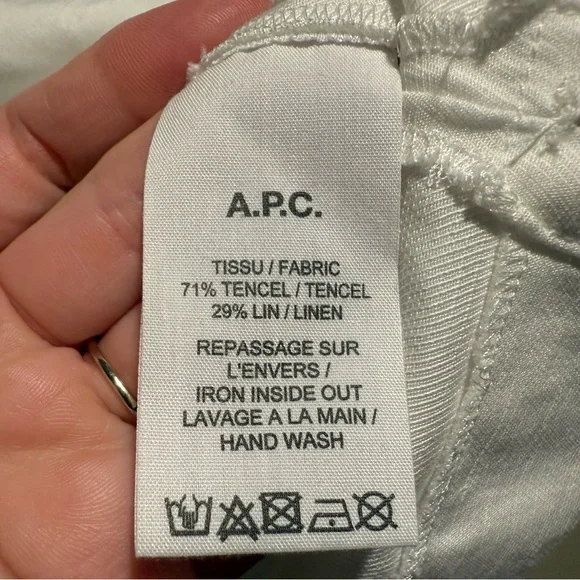 A.P.C.
TISSU / FABRIC
71% TENCEL / TENCEL
29% LIN / LINEN
REPASSAGE SUR
L'ENVERS /
IRON INSIDE OUT
LAVAGE A LA MAIN /
HAND WASH